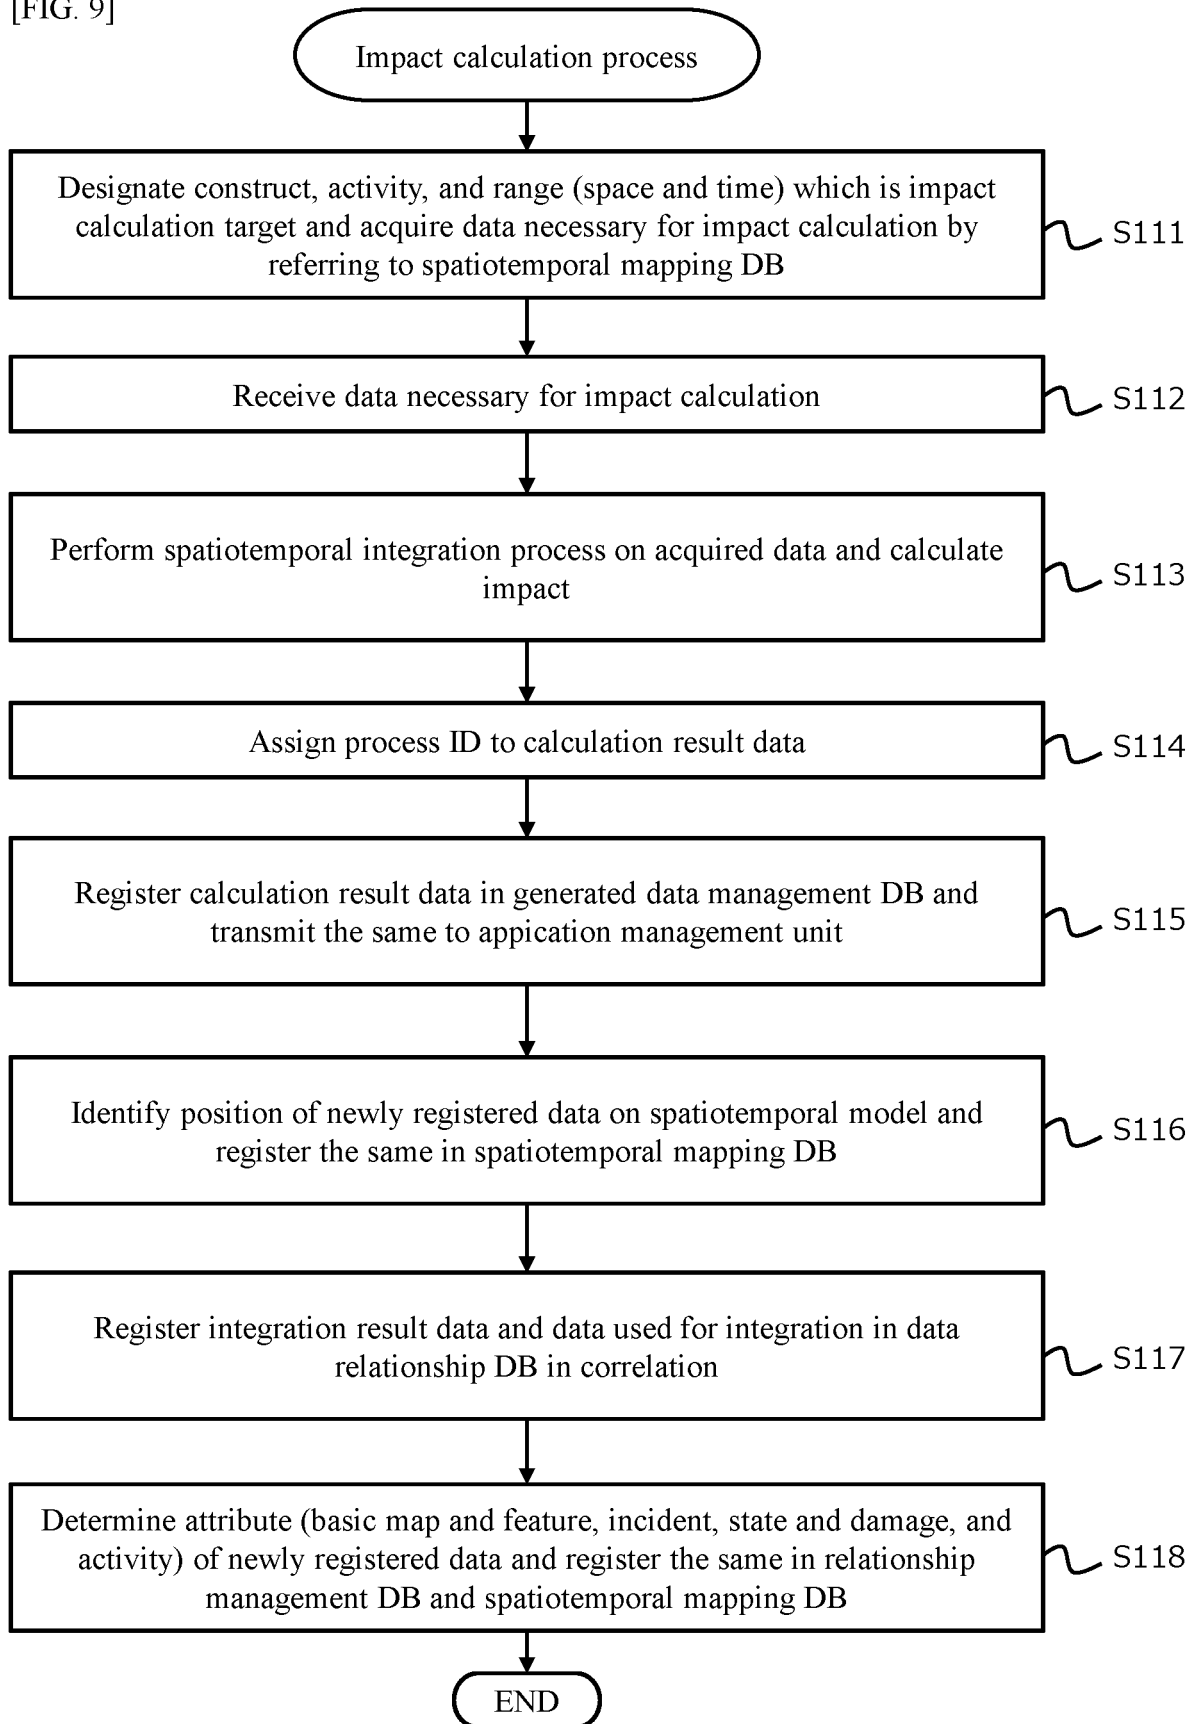 [FIG. 9]
Impact calculation process
Designate construct, activity, and range (space and time) which is impact
calculation target and acquire data necessary for impact calculation by
referring to spatiotemporal mapping DB
S111
Receive data necessary for impact calculation
S112
Perform spatiotemporal integration process on acquired data and calculate
impact
S113
Assign process ID to calculation result data
S114
Register calculation result data in generated data management DB and
transmit the same to appication management unit
S115
Identify position of newly registered data on spatiotemporal model and
register the same in spatiotemporal mapping DB
S116
Register integration result data and data used for integration in data
relationship DB in correlation
S117
Determine attribute (basic map and feature, incident, state and damage, and
activity) of newly registered data and register the same in relationship
management DB and spatiotemporal mapping DB
S118
END